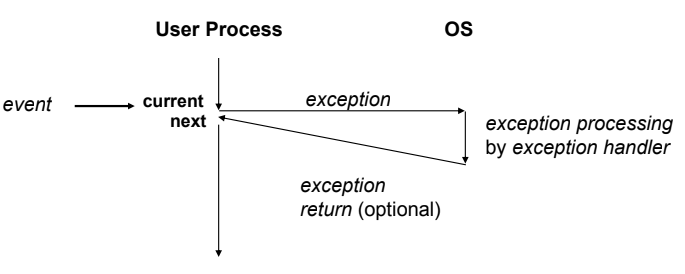 User Process
OS
event
current
exception
next
exception processing
by exception handler
exception
return (optional)